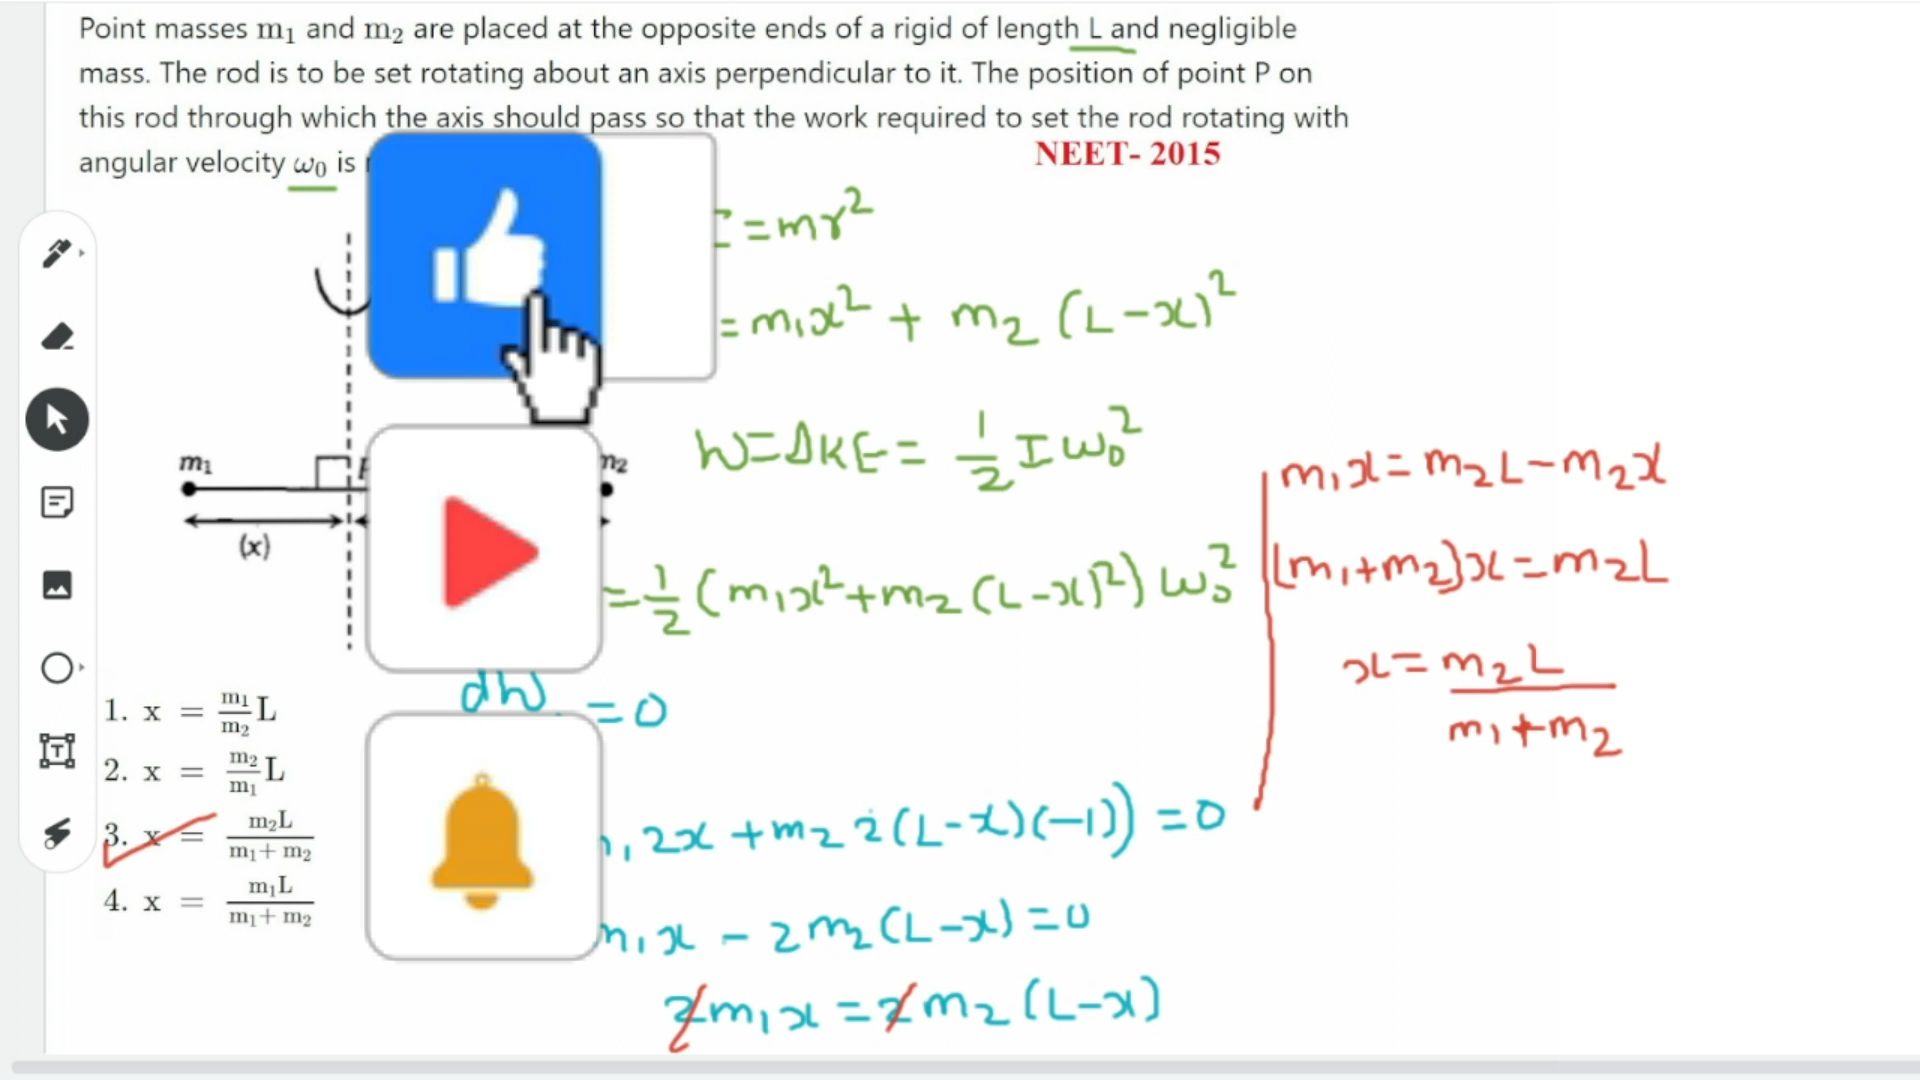 Point masses m₁ and m₂ are placed at the opposite ends of a rigid of length L and negligible
mass. The rod is to be set rotating about an axis perpendicular to it. The position of point P on
this rod through which the axis should pass so that the work required to set the rod rotating with
angular velocity ω₀ is
NEET- 2015
= mr²
= m₁x² + m₂ (L-x)²
W = ΔKE = 1/2 I ω₀²
= 1/2 (m₁x² + m₂ (L-x)²) ω₀²
m₁
m₂
(x)
dW = 0
1. x = m₁/m₂ L
2. x = m₂/m₁ L
3. x = m₂L/m₁+ m₂
4. x = m₁L/m₁+ m₂
₁ 2x + m₂ 2(L-x)(-1)) = 0
m₁x - 2m₂(L-x) = 0
2m₁x = 2m₂ (L-x)
m₁x = m₂L - m₂x
(m₁+m₂)x = m₂L
x = m₂L/m₁+m₂